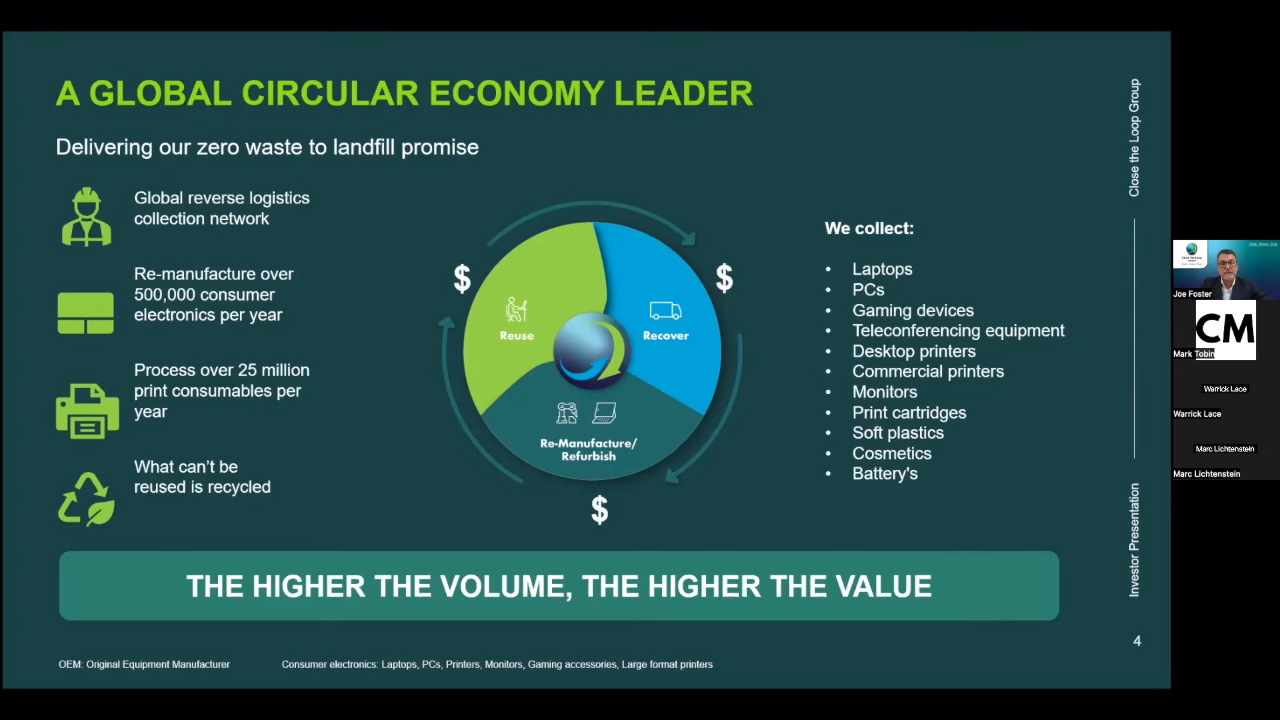 A GLOBAL CIRCULAR ECONOMY LEADER
Delivering our zero waste to landfill promise
Global reverse logistics
collection network
Re-manufacture over
500,000 consumer
electronics per year
Process over 25 million
print consumables per
year
What can’t be
reused is recycled
$
$
$
Reuse
Recover
Re-Manufacture/
Refurbish
We collect:
• Laptops
• PCs
• Gaming devices
• Teleconferencing equipment
• Desktop printers
• Commercial printers
• Monitors
• Print cartridges
• Soft plastics
• Cosmetics
• Battery's
THE HIGHER THE VOLUME, THE HIGHER THE VALUE
OEM: Original Equipment Manufacturer
Consumer electronics: Laptops, PCs, Printers, Monitors, Gaming accessories, Large format printers
Close the Loop Group
Investor Presentation
4
Joe Foster
CM
Mark Tobin
Warrick Lace
Warrick Lace
Marc Lichtenstein
Marc Lichtenstein